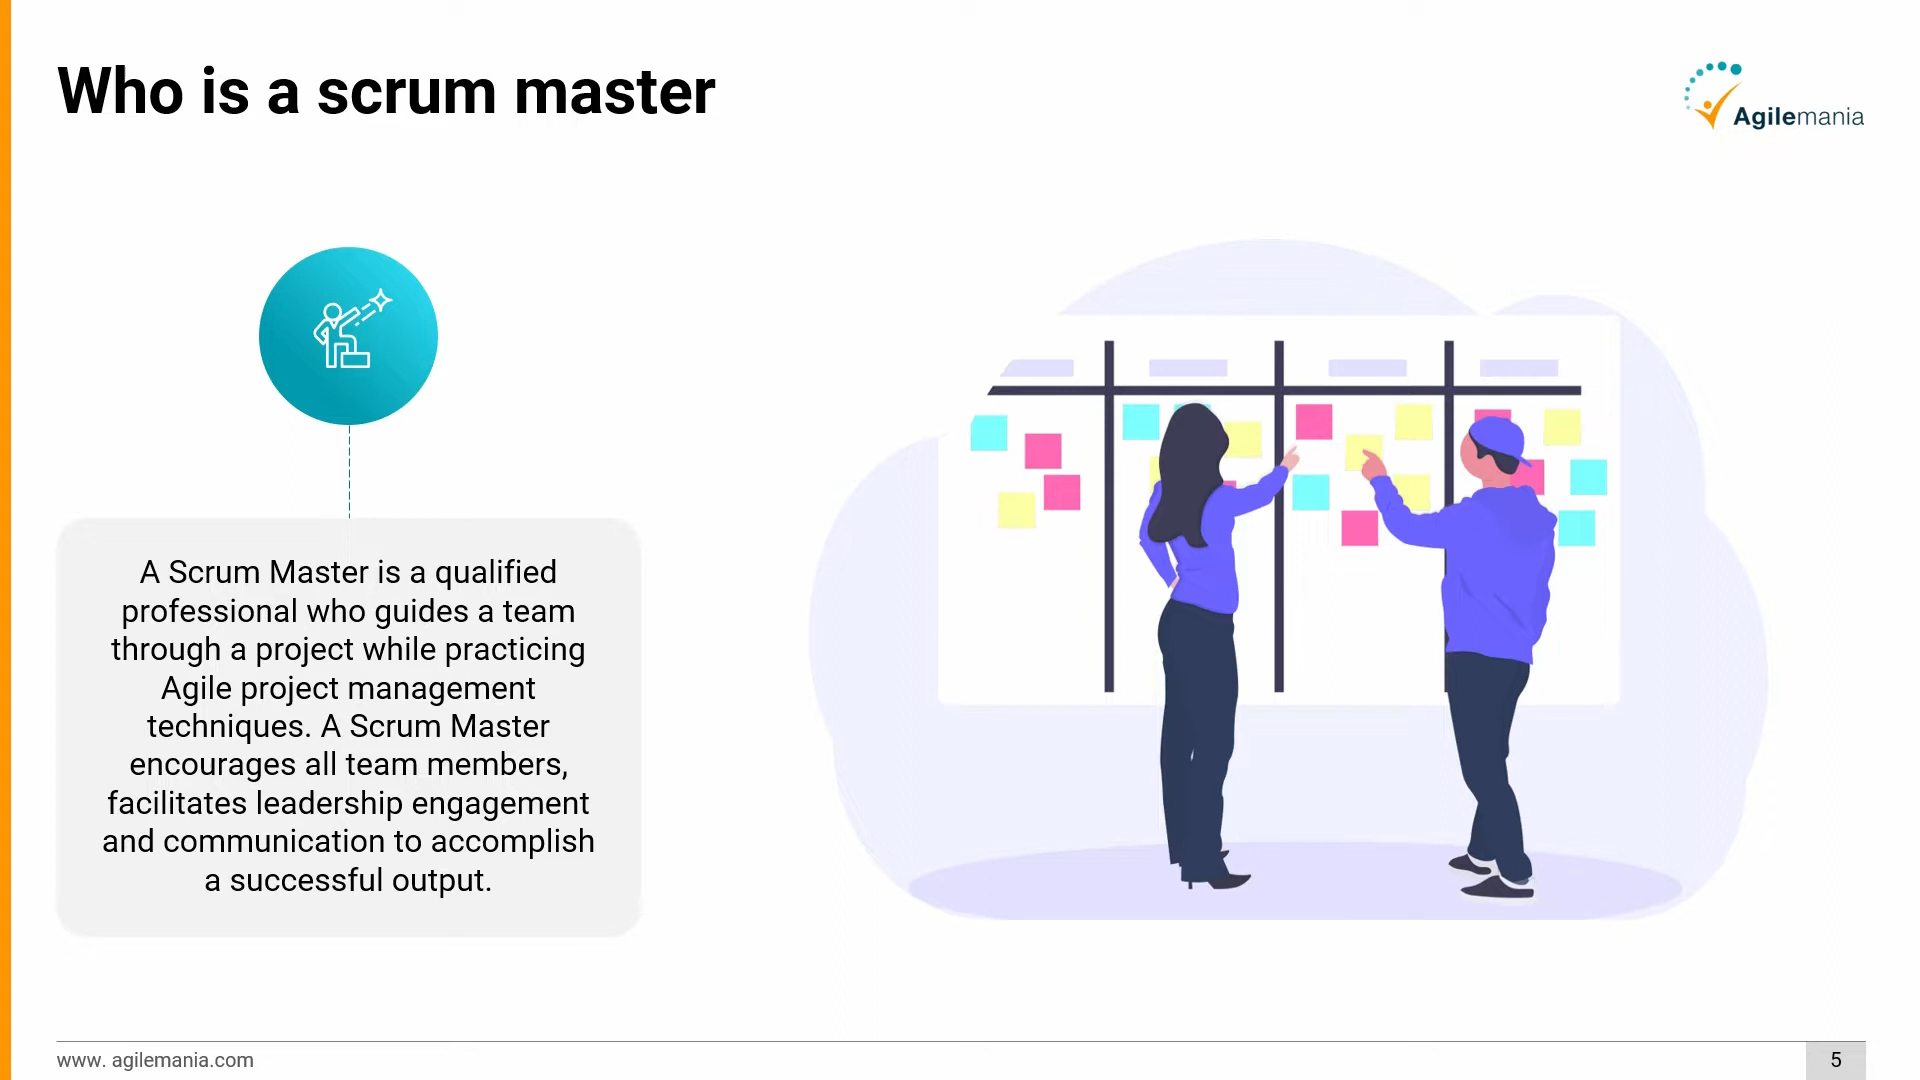 Who is a scrum master
Agilemania
A Scrum Master is a qualified
professional who guides a team
through a project while practicing
Agile project management
techniques. A Scrum Master
encourages all team members,
facilitates leadership engagement
and communication to accomplish
a successful output.
www. agilemania.com
5